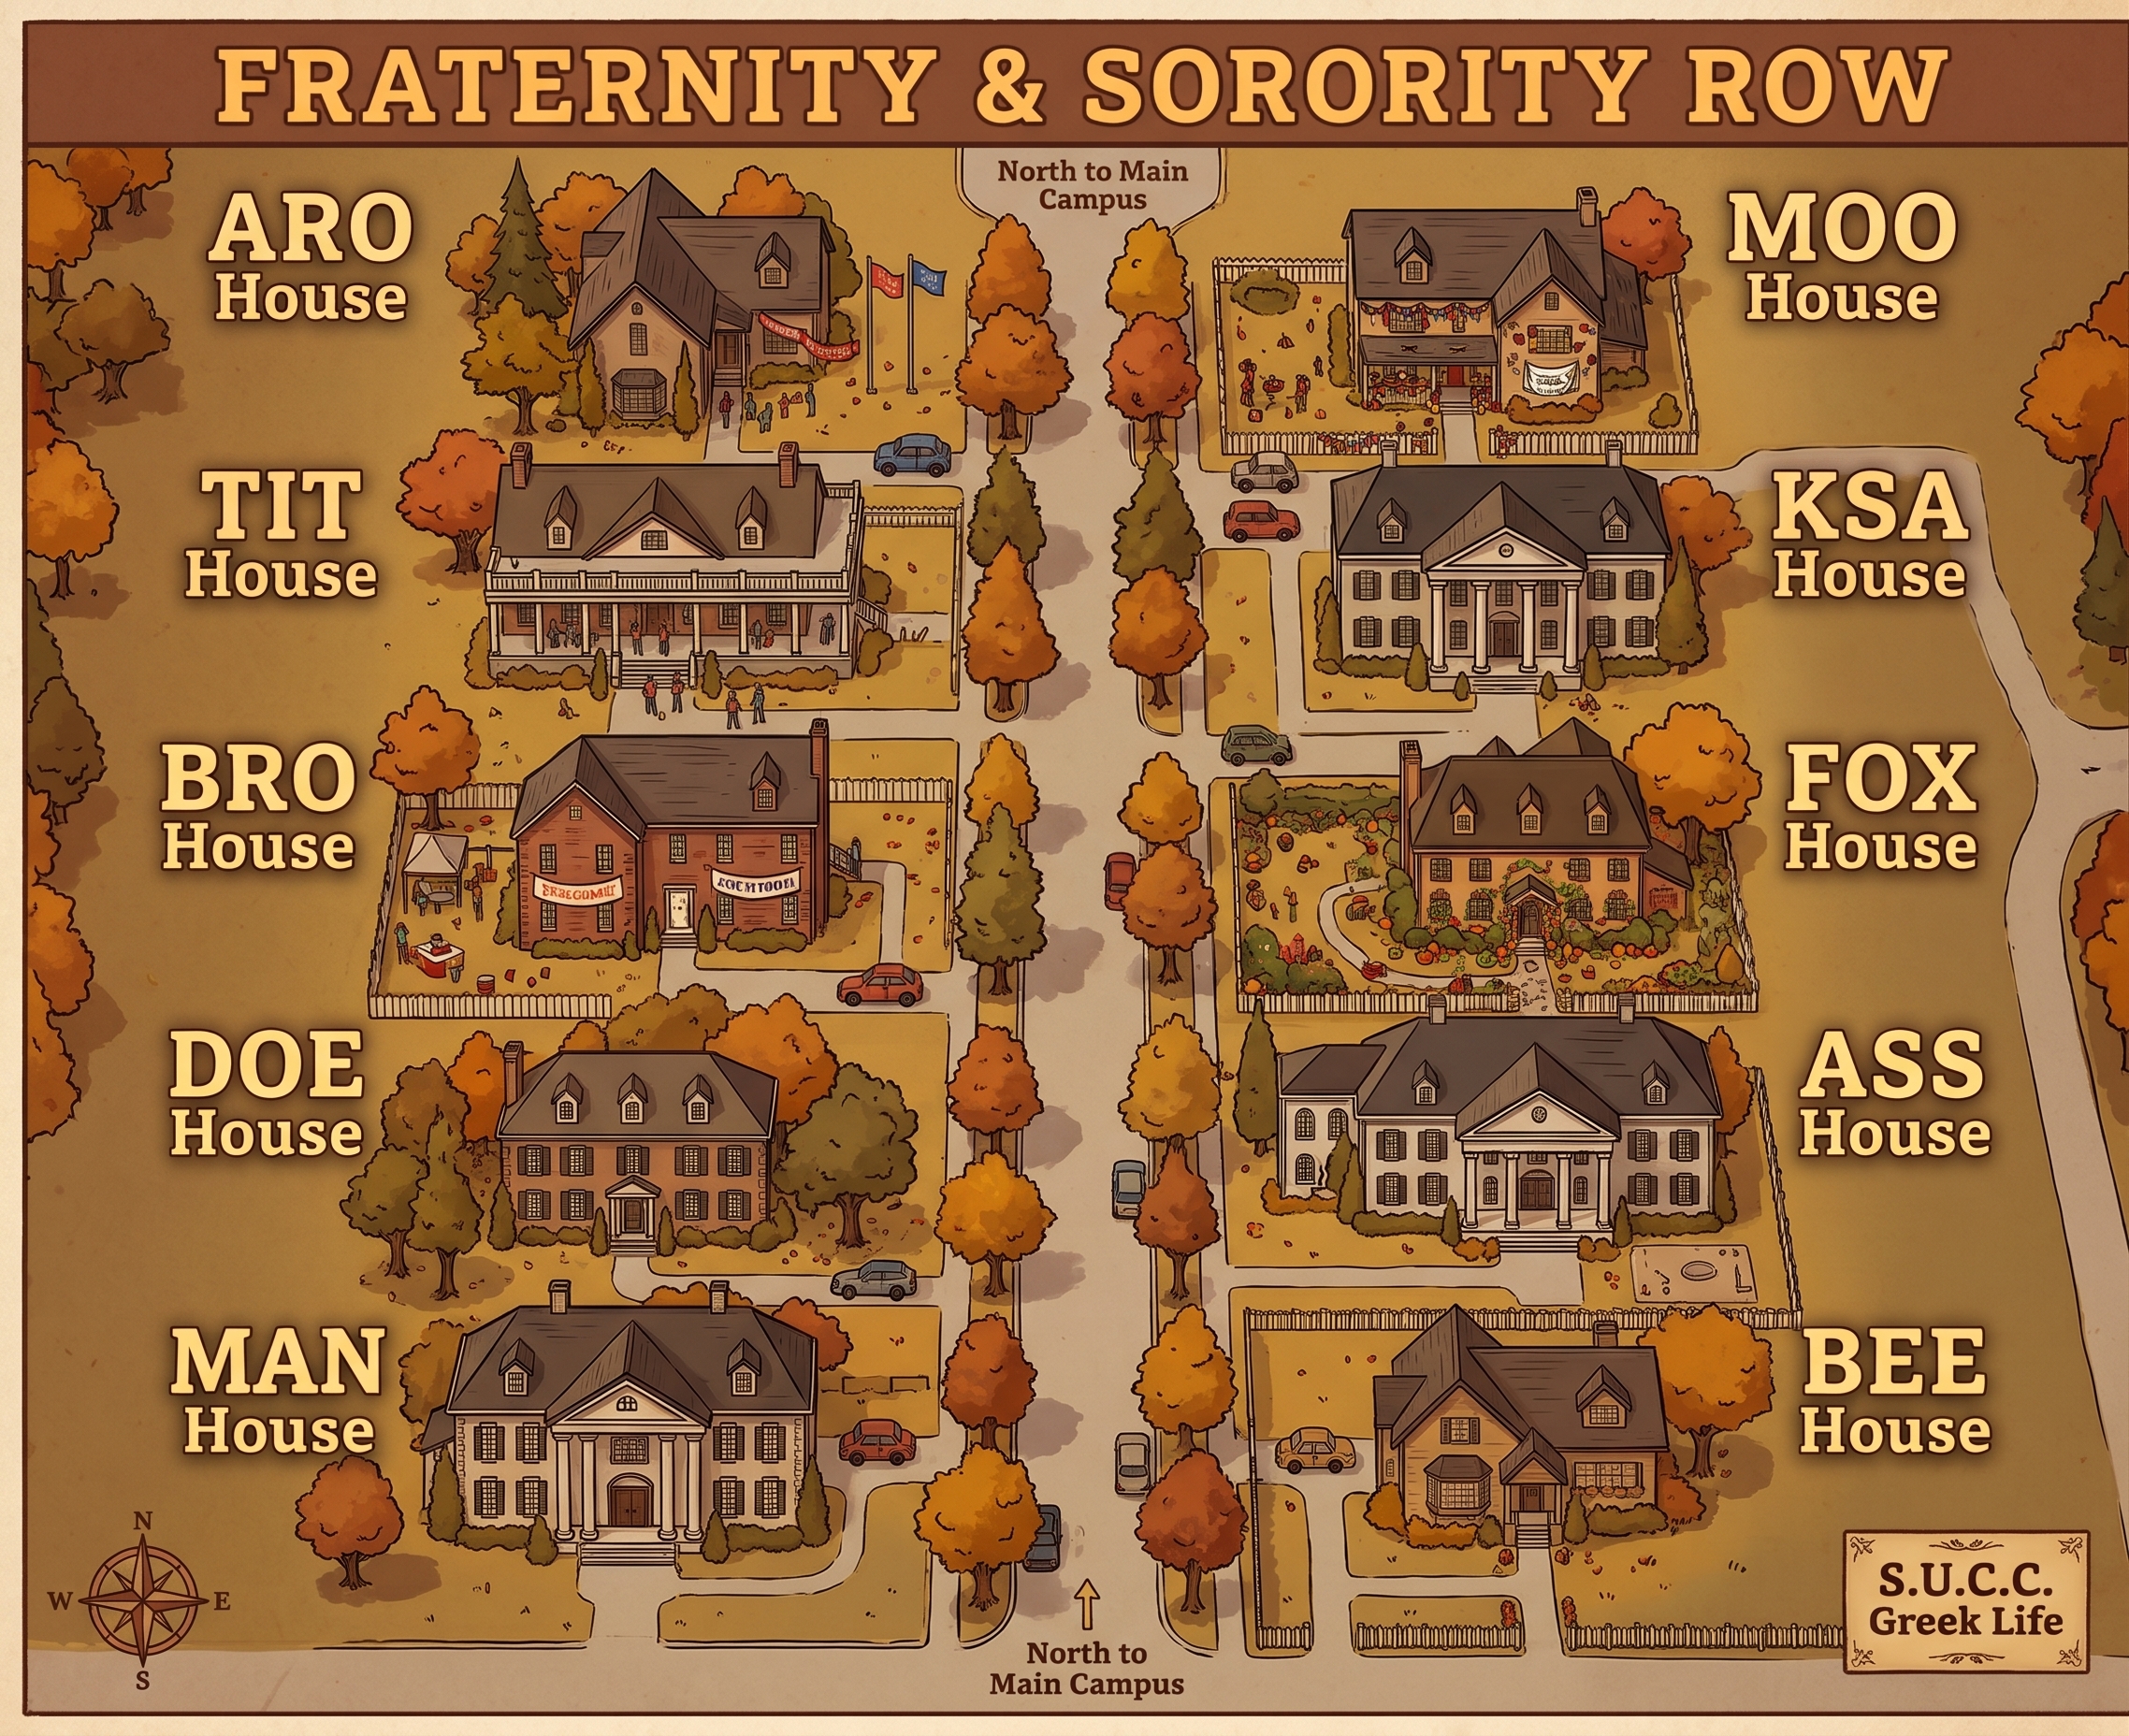 FRATERNITY & SORORITY ROW
North to Main
Campus
ARO
House
MOO
House
TIT
House
KSA
House
BRO
House
FOX
House
DOE
House
ASS
House
MAN
House
BEE
House
N
W
E
S
North to
Main Campus
S.U.C.C.
Greek Life